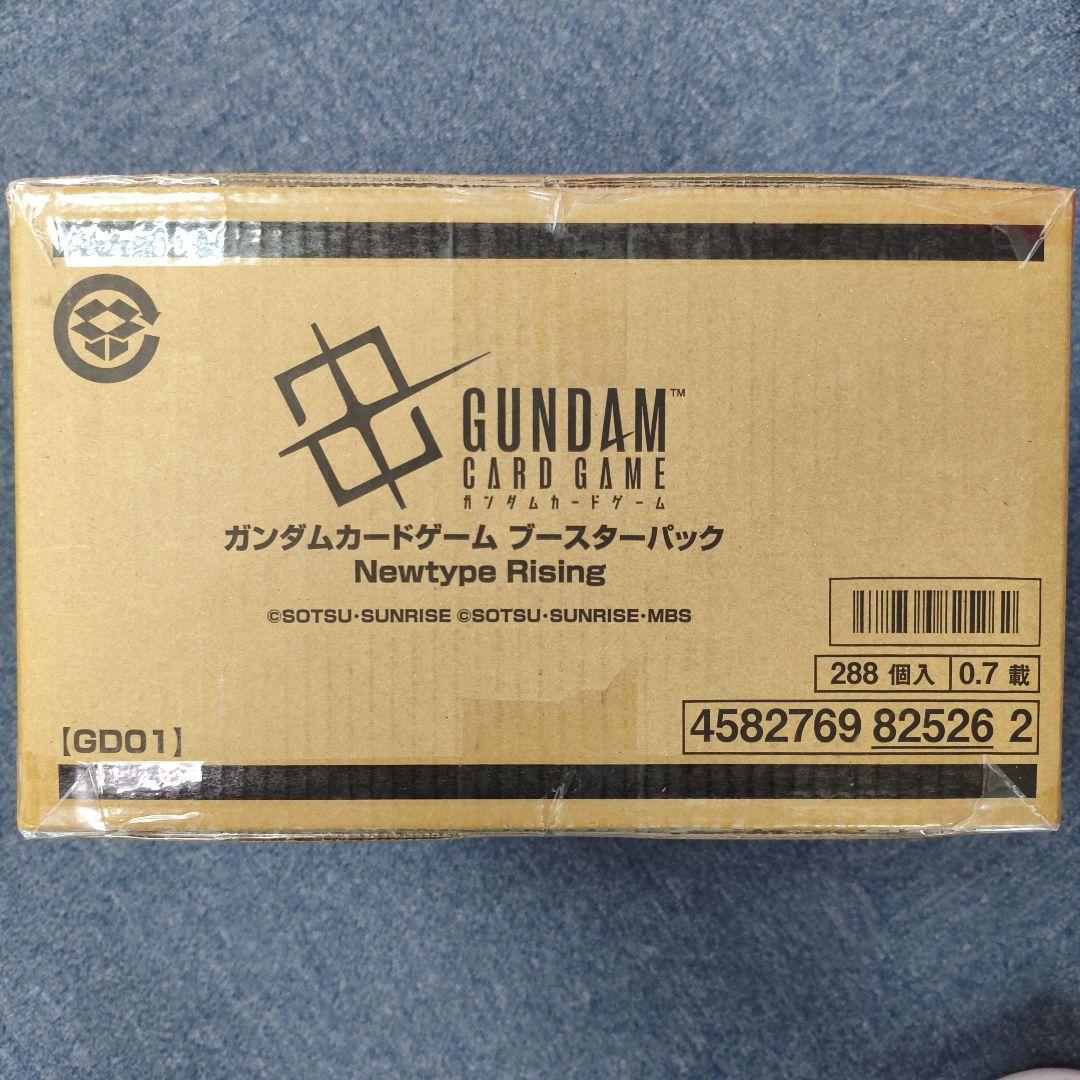 GUNDAM™
CARD GAME
ガンダムカードゲーム
ガンダムカードゲーム ブースターパック
Newtype Rising
©SOTSU・SUNRISE ©SOTSU・SUNRISE・MBS
288 個入 0.7 載
4582769 82526 2
【GD01】